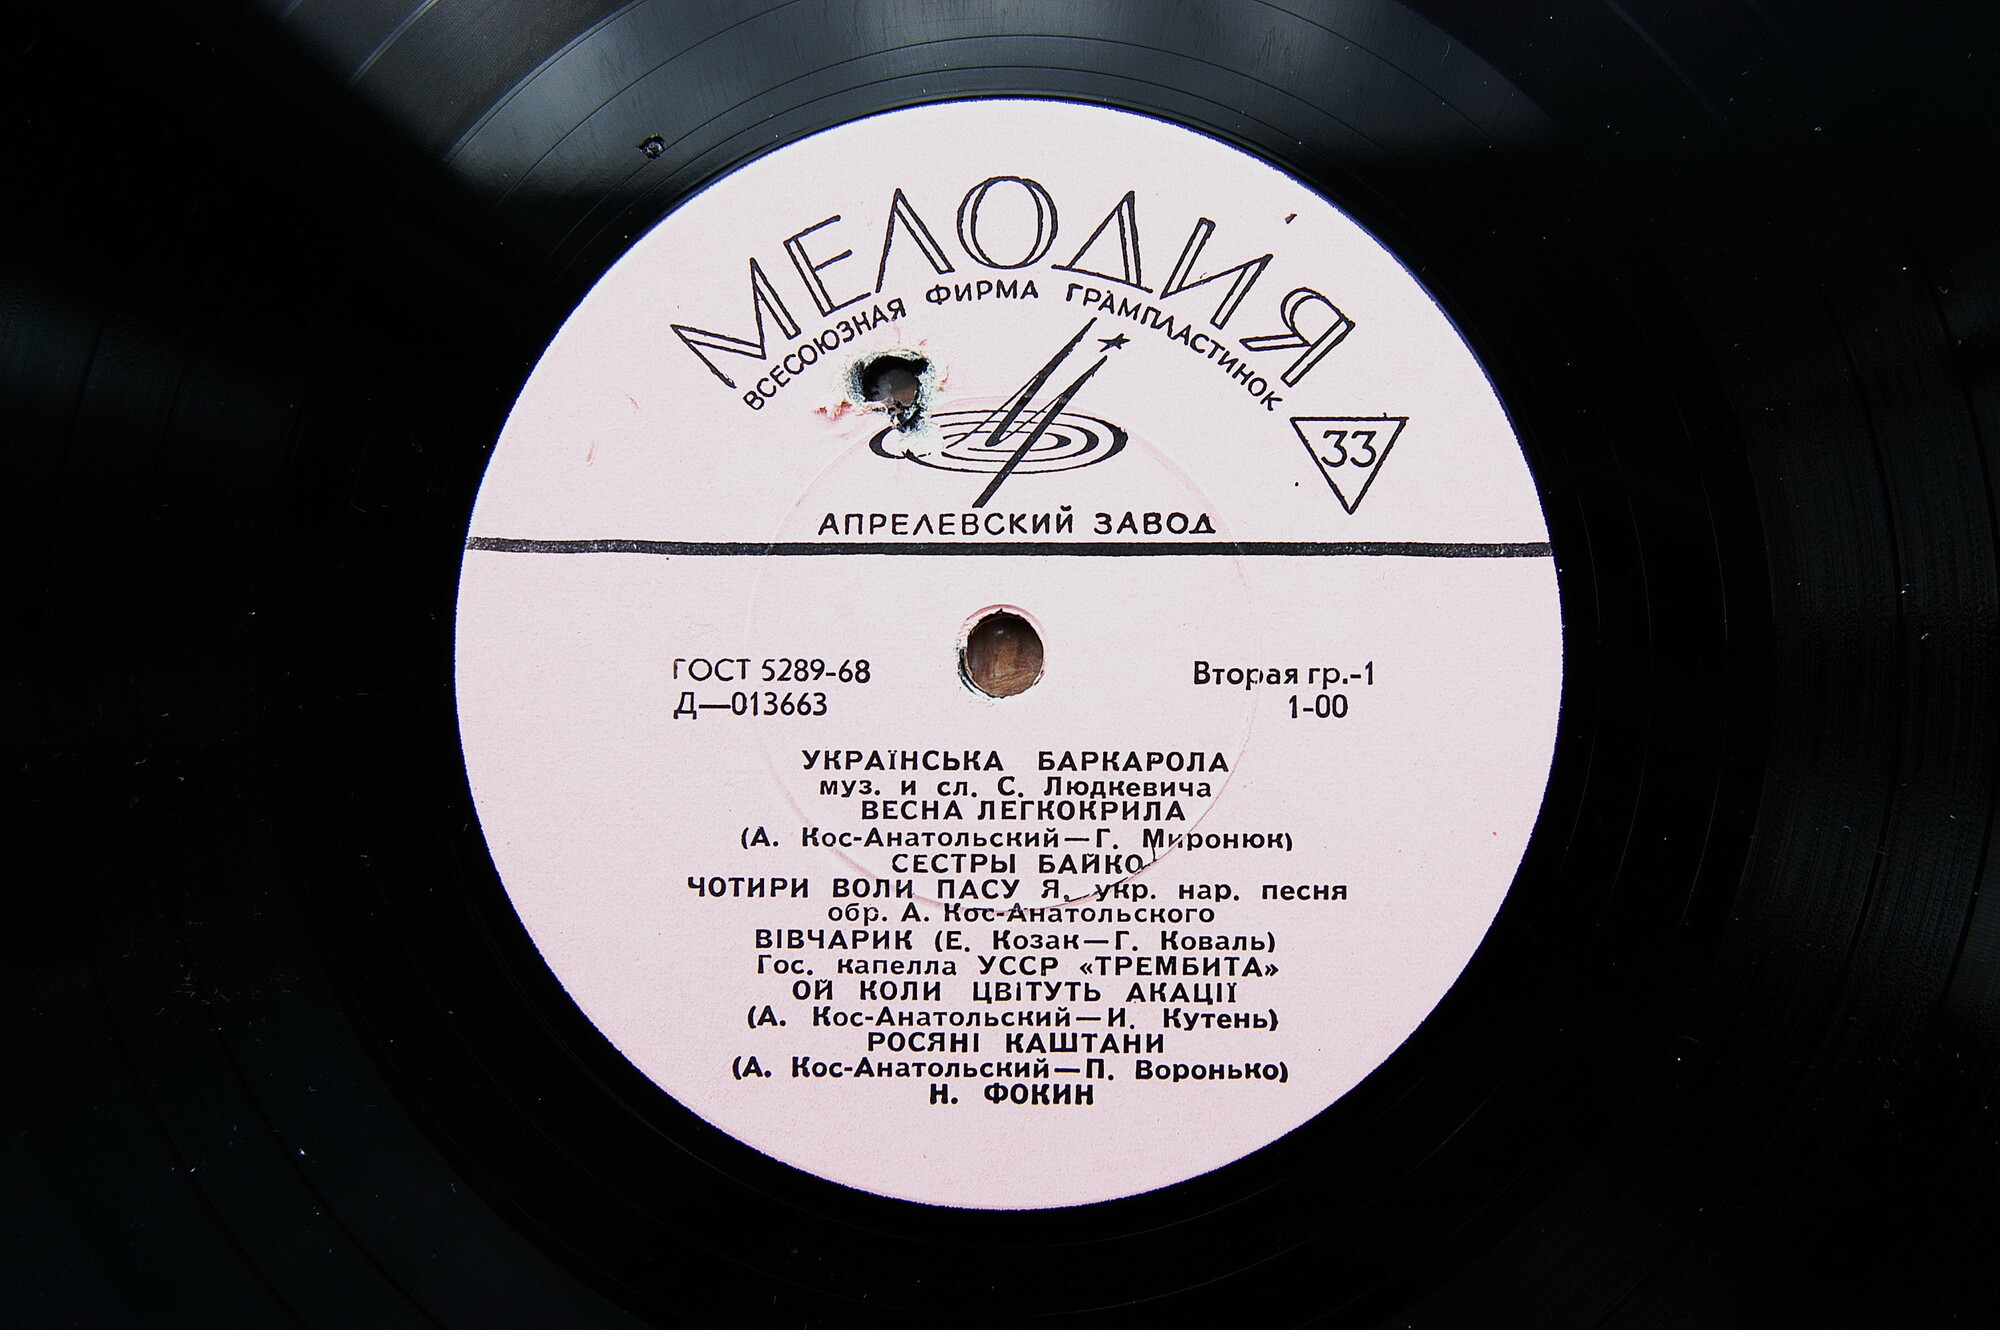 МЕЛОДИЯ
ВСЕСОЮЗНАЯ ФИРМА ГРАМПЛАСТИНОК
33
АПРЕЛЕВСКИЙ ЗАВОД
ГОСТ 5289-68
Д—013663
Вторая гр.-1
1-00
УКРАЇНСЬКА БАРКАРОЛА
муз. и сл. С. Людкевича
ВЕСНА ЛЕГКОКРИЛА
(А. Кос-Анатольский—Г. Миронюк)
СЕСТРЫ БАЙКО
ЧОТИРИ ВОЛИ ПАСУ Я, укр. нар. песня
обр. А. Кос-Анатольского
ВІВЧАРИК (Е. Козак—Г. Коваль)
Гос. капелла УССР «ТРЕМБИТА»
ОЙ КОЛИ ЦВІТУТЬ АКАЦІЇ
(А. Кос-Анатольский—И. Кутень)
РОСЯНІ КАШТАНИ
(А. Кос-Анатольский—П. Воронько)
Н. ФОКИН